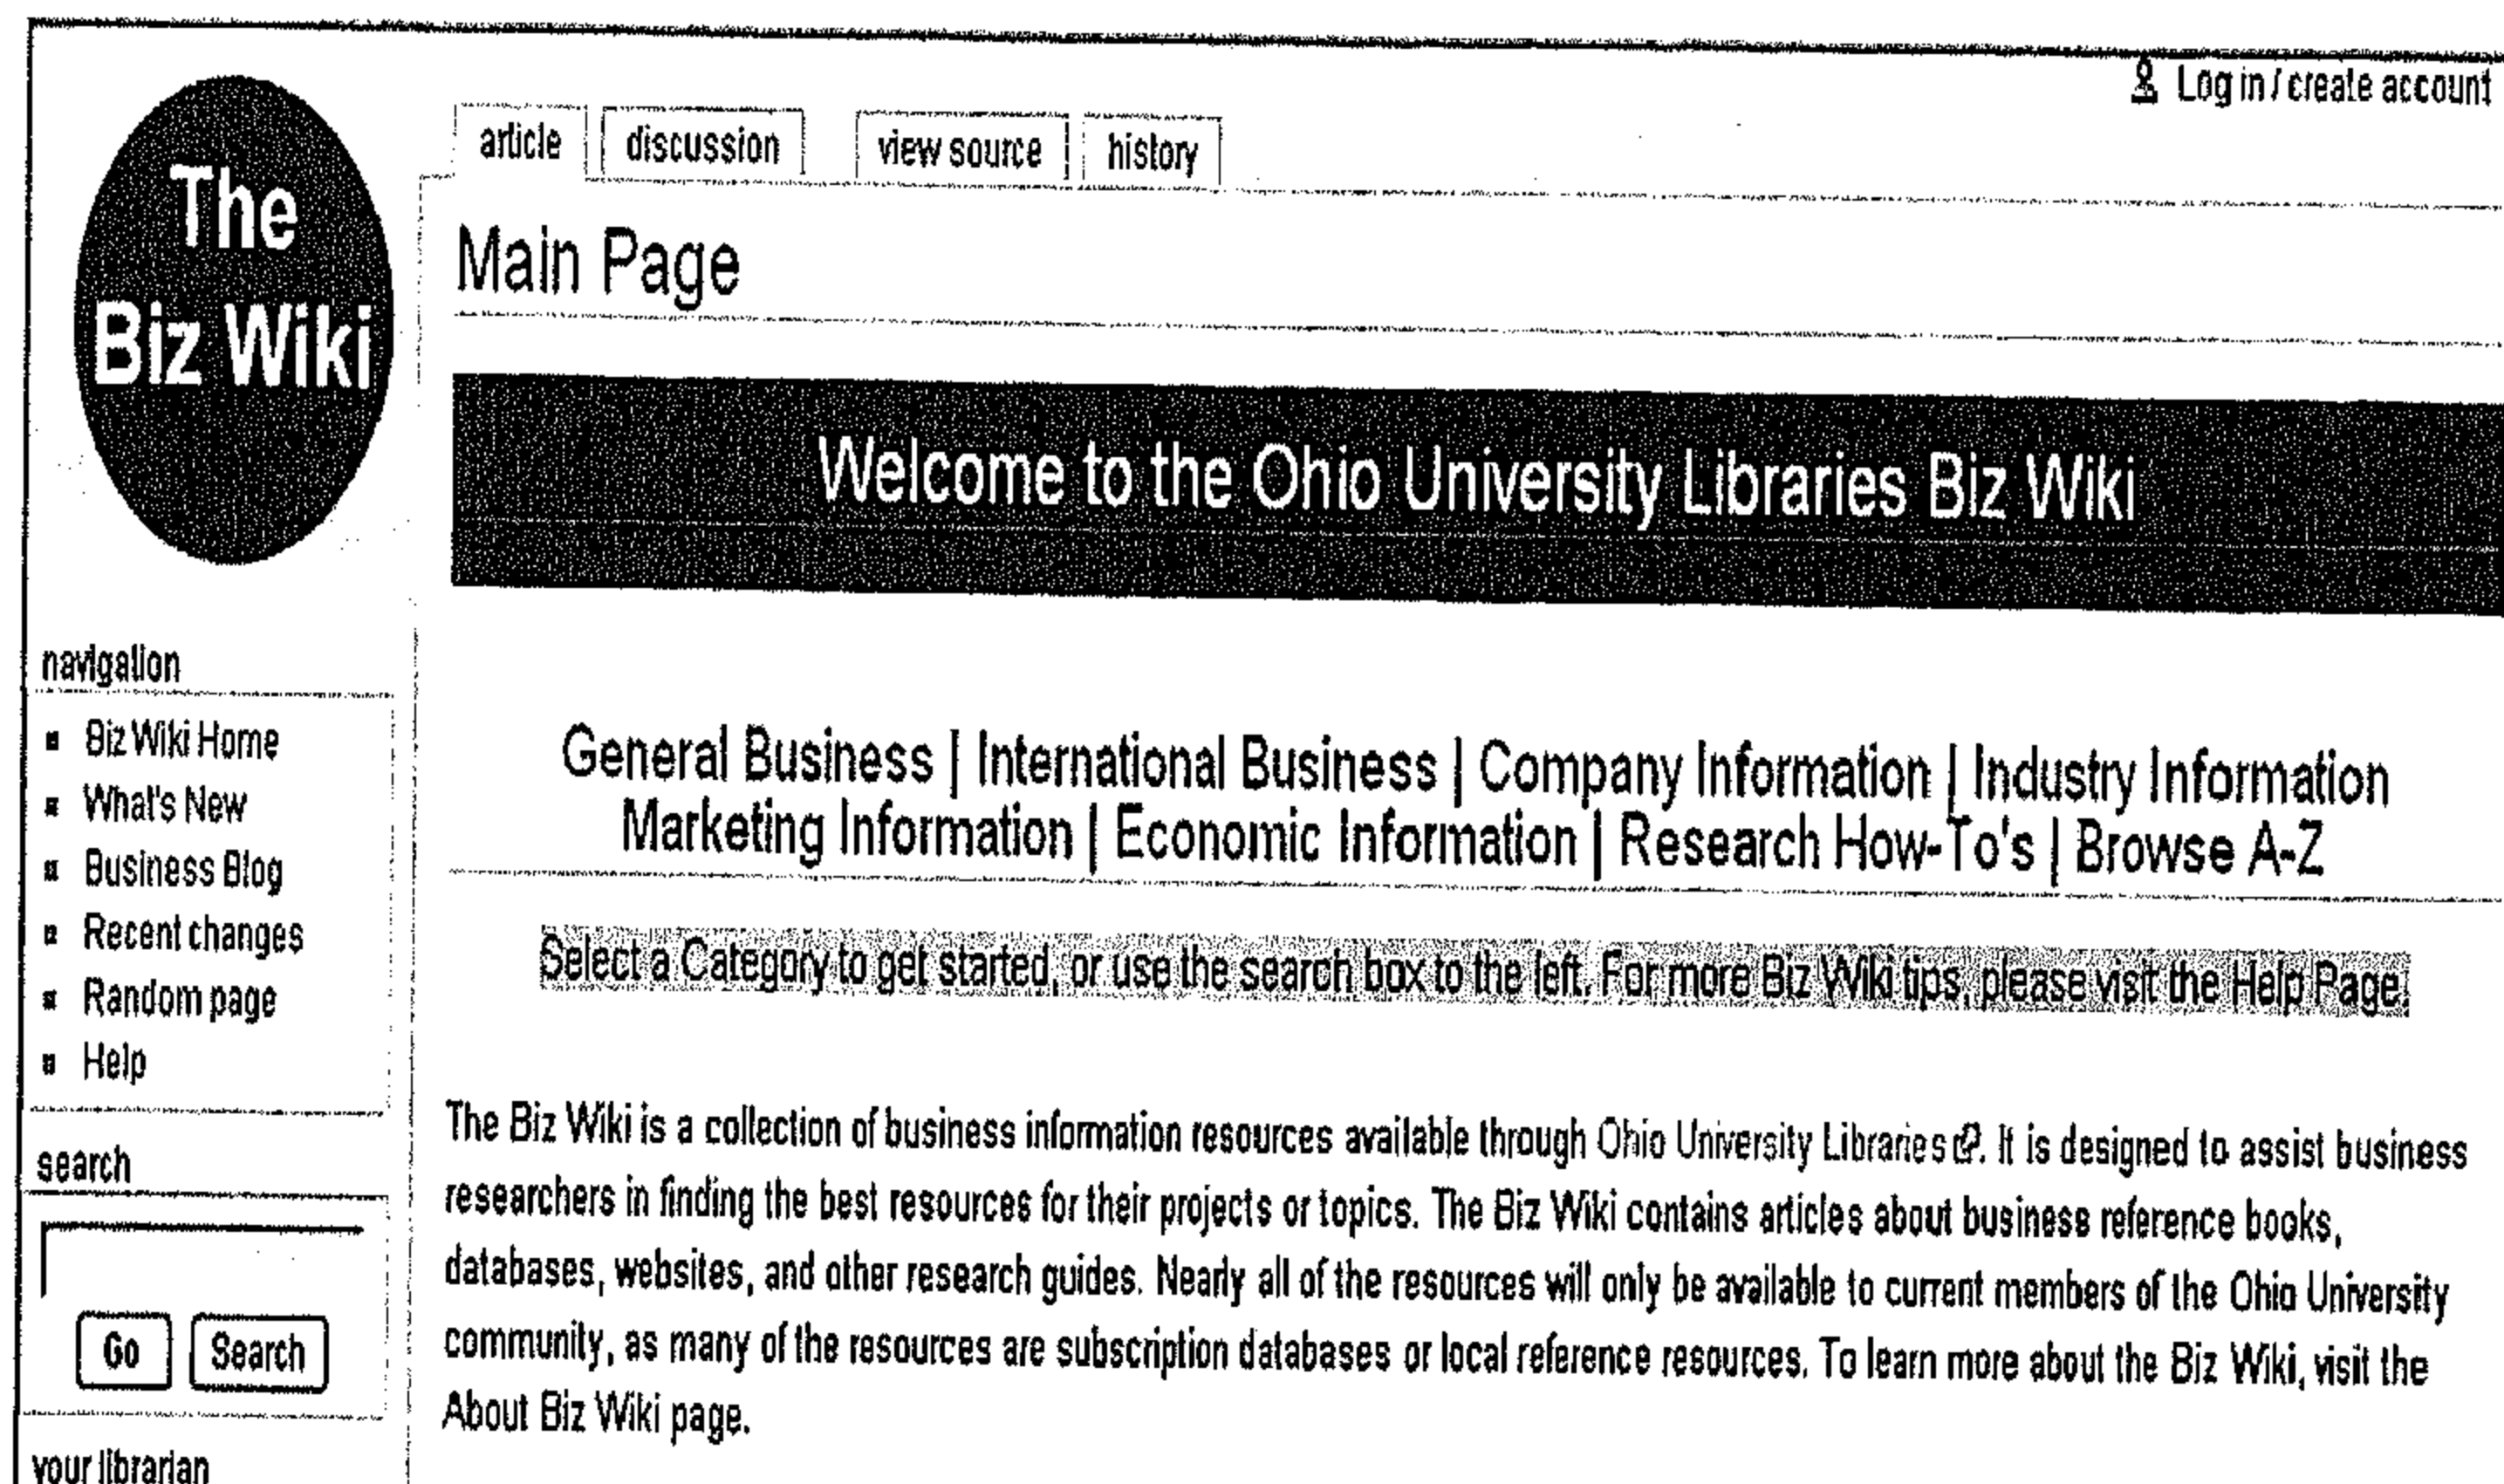 Log in / create account
article
discussion
view source
history
The
Biz Wiki
Main Page
Welcome to the Ohio University Libraries Biz Wiki
navigation
Biz Wiki Home
What's New
Business Blog
Recent changes
Random page
Help
search
Go
Search
your librarian
General Business | International Business | Company Information | Industry Information
Marketing Information | Economic Information | Research How-To's | Browse A-Z
Select a Category to get started, or use the search box to the left. For more Biz Wiki tips, please visit the Help Page.
The Biz Wiki is a collection of business information resources available through Ohio University Libraries. It is designed to assist business
researchers in finding the best resources for their projects or topics. The Biz Wiki contains articles about business reference books,
databases, websites, and other research guides. Nearly all of the resources will only be available to current members of the Ohio University
community, as many of the resources are subscription databases or local reference resources. To learn more about the Biz Wiki, visit the
About Biz Wiki page.